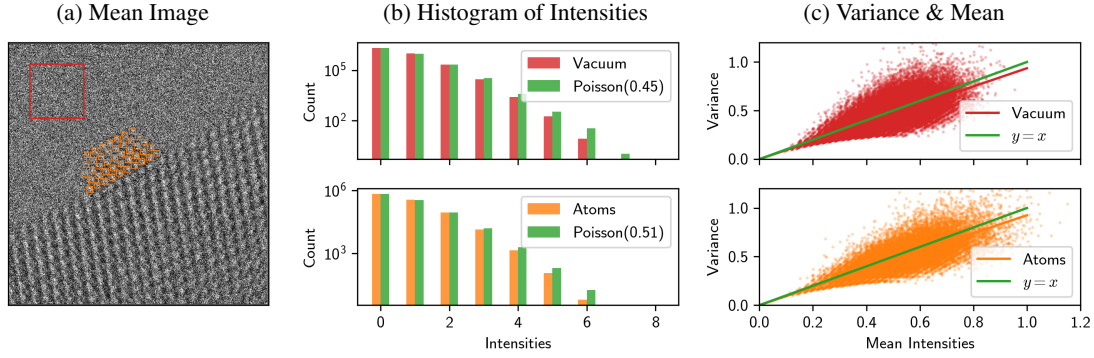 (a) Mean Image
(b) Histogram of Intensities
(c) Variance & Mean
Count
10^5
10^2
Vacuum
Poisson(0.45)
Count
10^6
10^3
Atoms
Poisson(0.51)
0 2 4 6 8
Intensities
Variance
1.0
0.5
0.0
Vacuum
y = x
Variance
1.0
0.5
0.0
Atoms
y = x
0.0 0.2 0.4 0.6 0.8 1.0 1.2
Mean Intensities